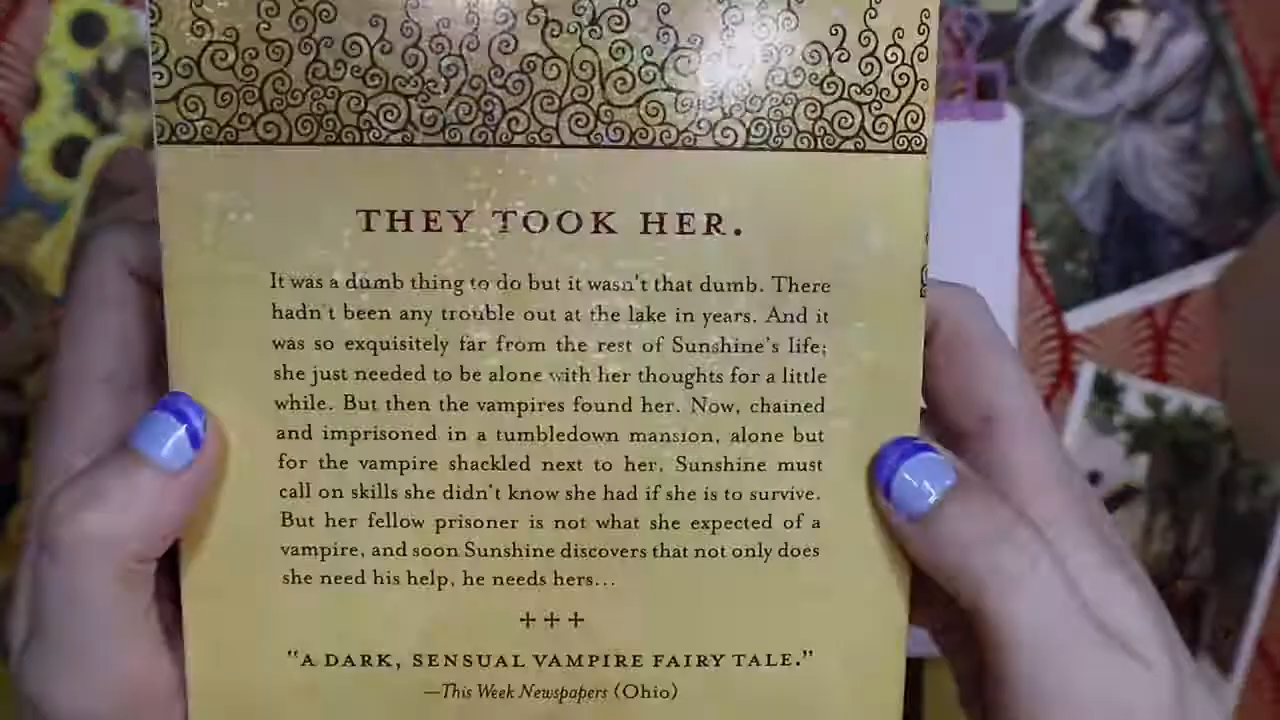 THEY TOOK HER.
It was a dumb thing to do but it wasn't that dumb. There
hadn't been any trouble out at the lake in years. And it
was so exquisitely far from the rest of Sunshine's life;
she just needed to be alone with her thoughts for a little
while. But then the vampires found her. Now, chained
and imprisoned in a tumbledown mansion, alone but
for the vampire shackled next to her, Sunshine must
call on skills she didn't know she had if she is to survive.
But her fellow prisoner is not what she expected of a
vampire, and soon Sunshine discovers that not only does
she need his help, he needs hers...
+++
"A DARK, SENSUAL VAMPIRE FAIRY TALE."
—This Week Newspapers (Ohio)